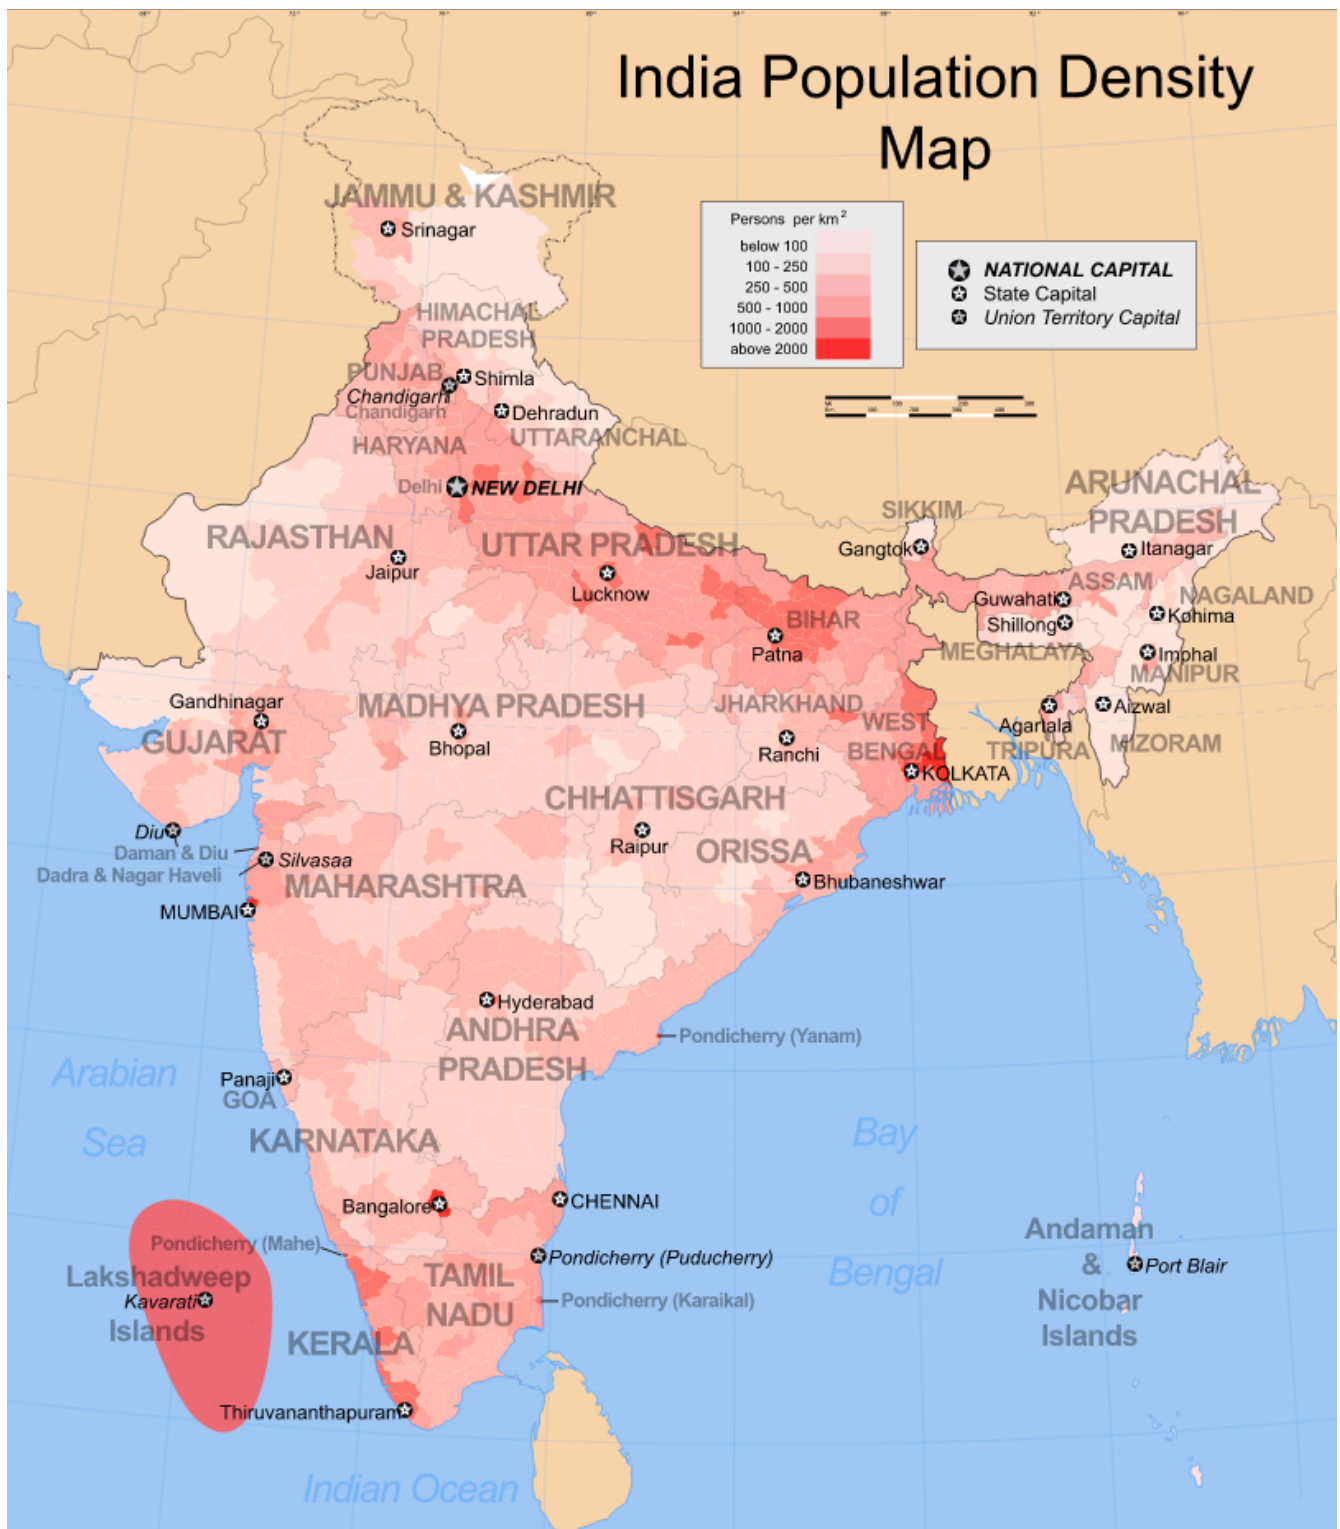 India Population Density
Map
Persons per km2
below 100
100 - 250
250 - 500
500 - 1000
1000 - 2000
above 2000
NATIONAL CAPITAL
State Capital
Union Territory Capital
JAMMU & KASHMIR
Srinagar
HIMACHAL
PRADESH
PUNJAB
Shimla
Chandigarh
Chandigarh
Dehradun
UTTARANCHAL
HARYANA
Delhi
NEW DELHI
RAJASTHAN
Jaipur
UTTAR PRADESH
Lucknow
SIKKIM
Gangtok
ARUNACHAL
PRADESH
Itanagar
ASSAM
Guwahati
NAGALAND
Kohima
Shillong
MEGHALAYA
Imphal
MANIPUR
BIHAR
Patna
Aizwal
Agartala
TRIPURA
MIZORAM
Gandhinagar
GUJARAT
MADHYA PRADESH
Bhopal
JHARKHAND
Ranchi
WEST
BENGAL
KOLKATA
CHHATTISGARH
Raipur
ORISSA
Bhubaneshwar
Diu
Daman & Diu
Silvasaa
Dadra & Nagar Haveli
MAHARASHTRA
MUMBAI
Hyderabad
ANDHRA
PRADESH
Pondicherry (Yanam)
Arabian
Sea
Panaji
GOA
KARNATAKA
Bay
of
Bengal
Bangalore
CHENNAI
Pondicherry (Mahe)
Pondicherry (Puducherry)
TAMIL
NADU
Pondicherry (Karaikal)
Lakshadweep
Kavarati
Islands
KERALA
Thiruvananthapuram
Andaman
&
Nicobar
Islands
Port Blair
Indian Ocean